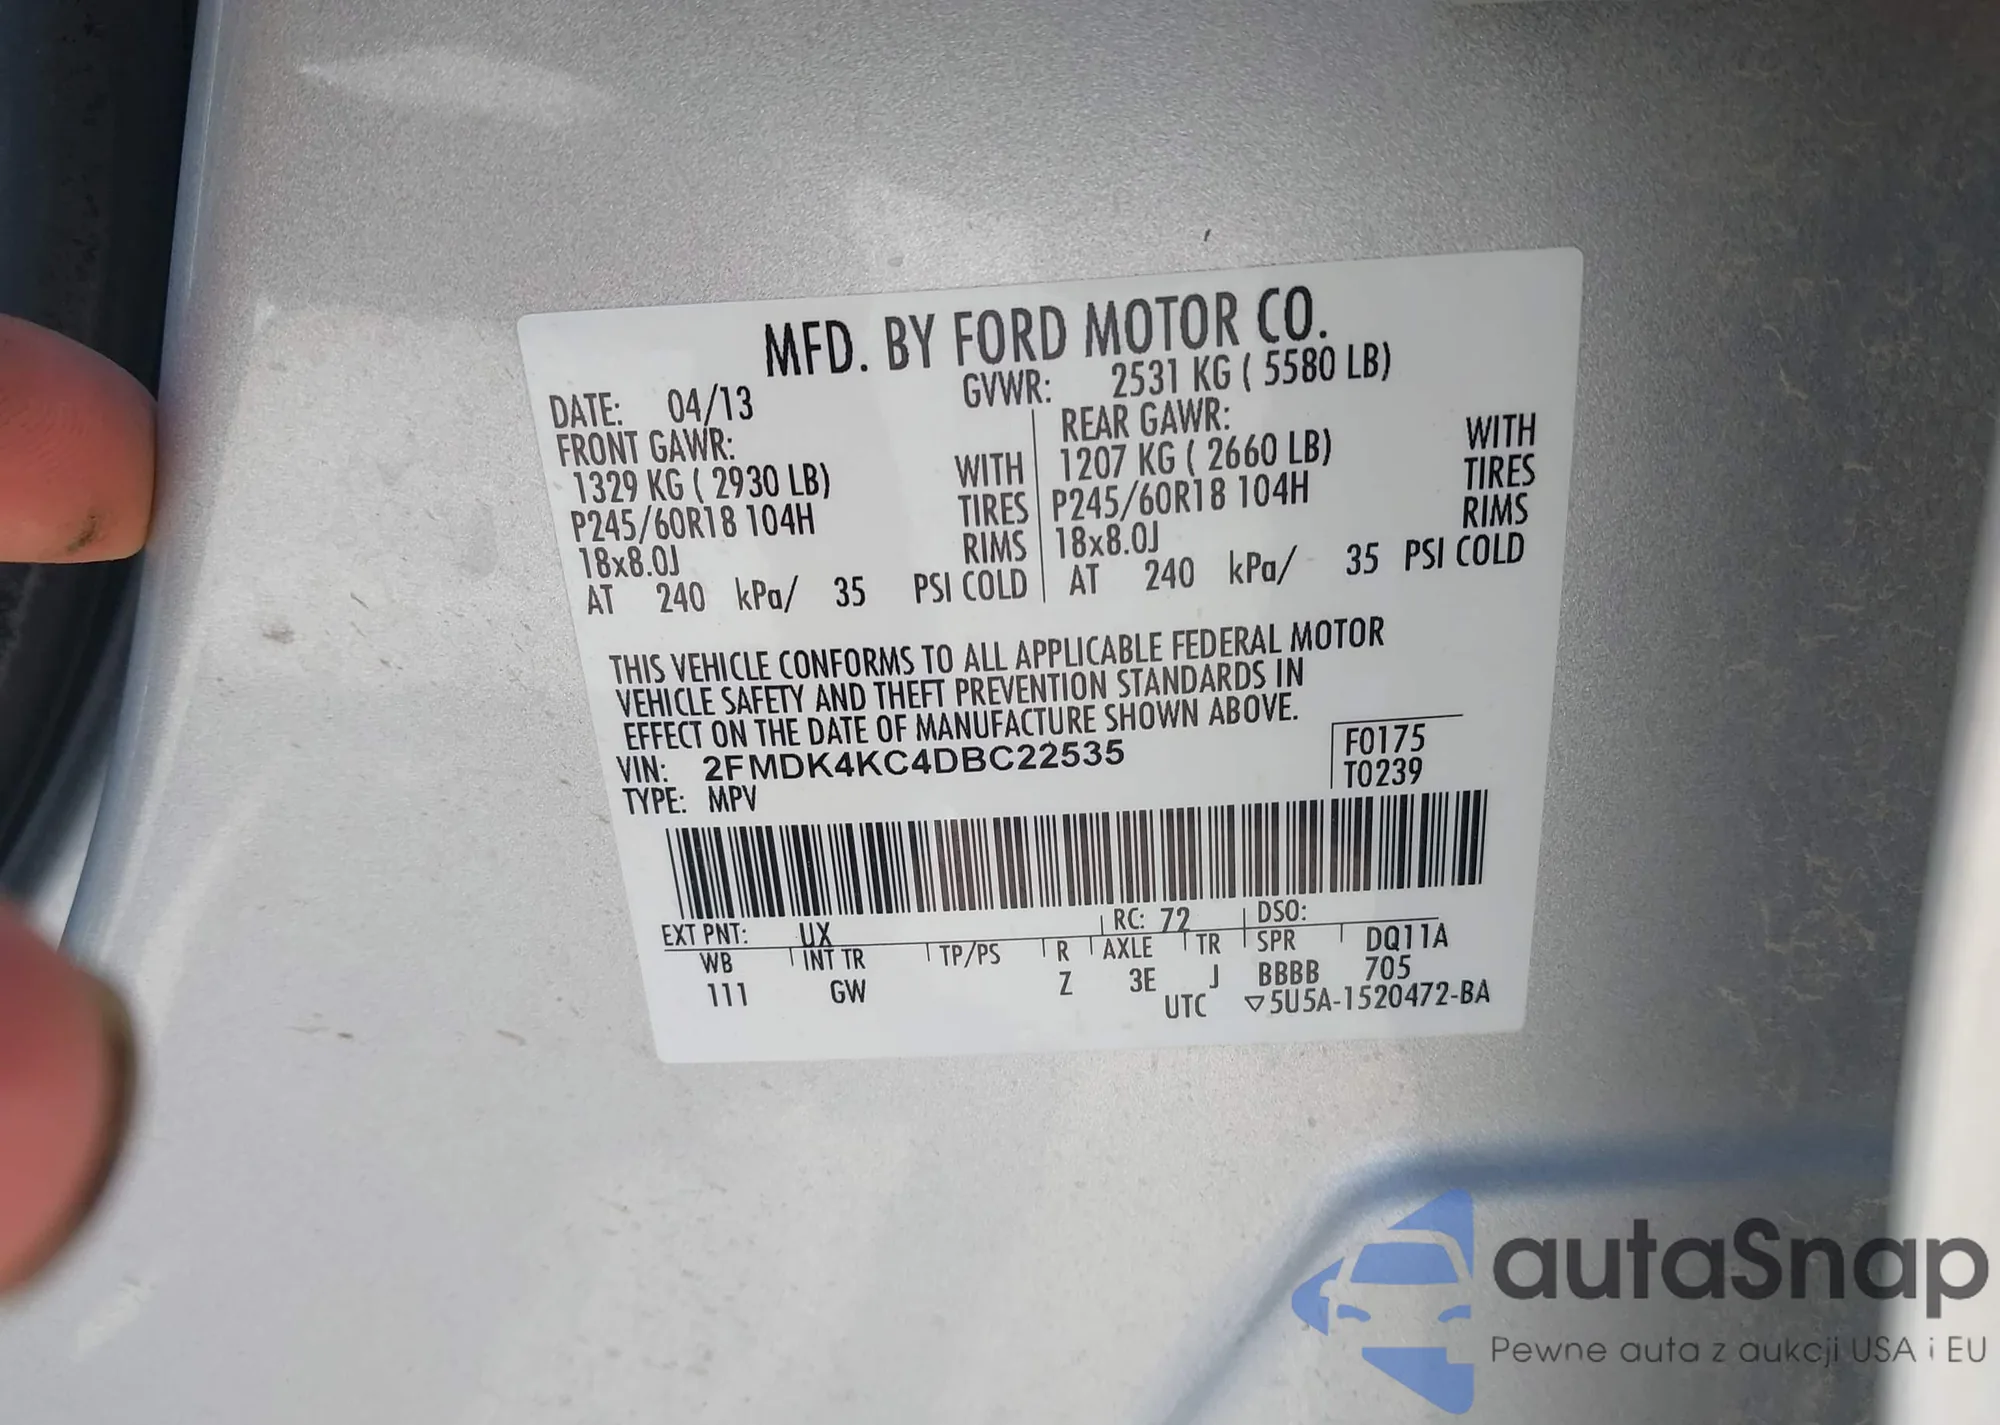 MFD. BY FORD MOTOR CO.
DATE: 04/13 GVWR: 2531 KG ( 5580 LB)
FRONT GAWR: REAR GAWR:
1329 KG ( 2930 LB) WITH 1207 KG ( 2660 LB) WITH
P245/60R18 104H TIRES P245/60R18 104H TIRES
18x8.0J RIMS 18x8.0J RIMS
AT 240 kPa/ 35 PSI COLD AT 240 kPa/ 35 PSI COLD
THIS VEHICLE CONFORMS TO ALL APPLICABLE FEDERAL MOTOR
VEHICLE SAFETY AND THEFT PREVENTION STANDARDS IN
EFFECT ON THE DATE OF MANUFACTURE SHOWN ABOVE.
VIN: 2FMDK4KC4DBC22535 F0175
TYPE: MPV T0239
EXT PNT: UX RC: 72 DSO:
WB INT TR TP/PS R AXLE TR SPR DQ11A
111 GW Z 3E J BBBB 705
UTC ▽5U5A-1520472-BA
autaSnap
Pewne auta z aukcji USA i EU